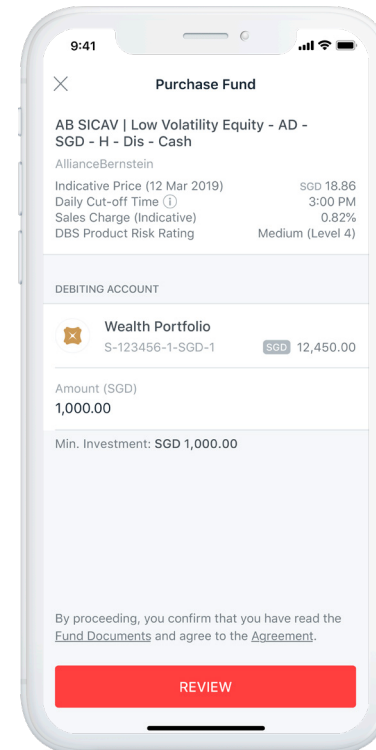 9:41
Purchase Fund
AB SICAV | Low Volatility Equity - AD -
SGD - H - Dis - Cash
AllianceBernstein
Indicative Price (12 Mar 2019) SGD 18.86
Daily Cut-off Time i 3:00 PM
Sales Charge (Indicative) 0.82%
DBS Product Risk Rating Medium (Level 4)
DEBITING ACCOUNT
Wealth Portfolio
S-123456-1-SGD-1 SGD 12,450.00
Amount (SGD)
1,000.00
Min. Investment: SGD 1,000.00
By proceeding, you confirm that you have read the
Fund Documents and agree to the Agreement.
REVIEW